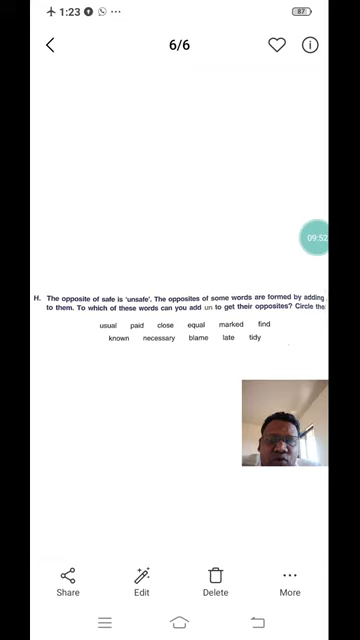 1:23
87
6/6
09:52
H. The opposite of safe is 'unsafe'. The opposites of some words are formed by adding
to them. To which of these words can you add un to get their opposites? Circle
usual paid close equal marked find
known necessary blame late tidy
Share Edit Delete More